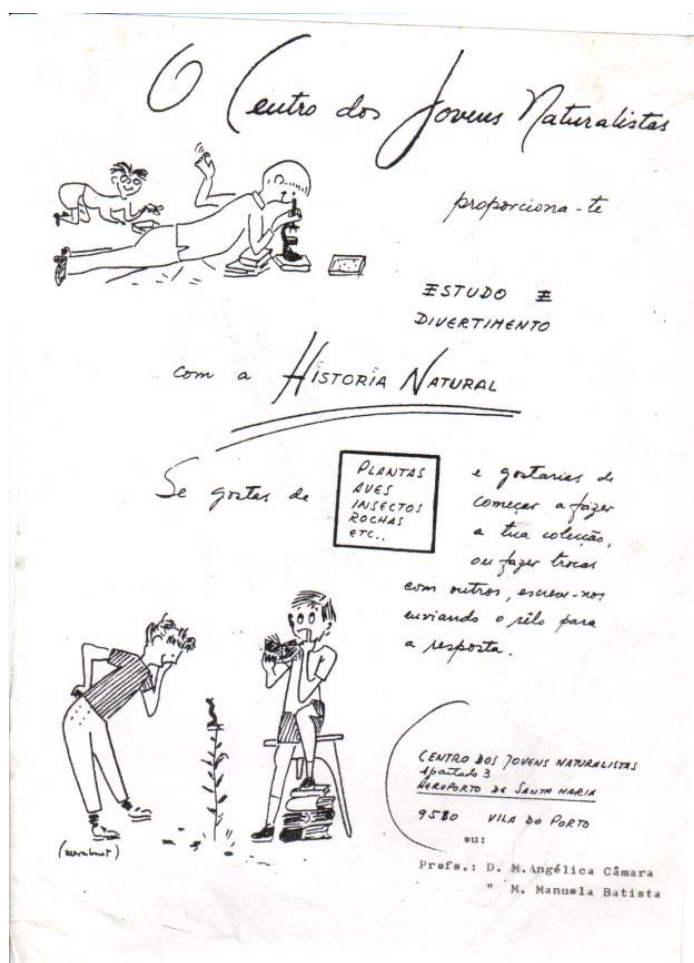 O Centro dos Jovens Naturalistas
proporciona-te
ESTUDO E
DIVERTIMENTO
com a HISTORIA NATURAL
Se gostas de
PLANTAS
AVES
INSECTOS
ROCHAS
ETC..
e gostarias de
começar a fazer
a tua coleicão,
ou fazer trocas
com outros, escreve-nos
enviando o sêlo para
a resposta.
CENTRO DOS JOVENS NATURALISTAS
Apartado 3
AEROPORTO DE SANTA MARIA
9580 VILA DO PORTO
ou:
Profs.: D. M.Angélica Câmara
" M. Manuela Batista